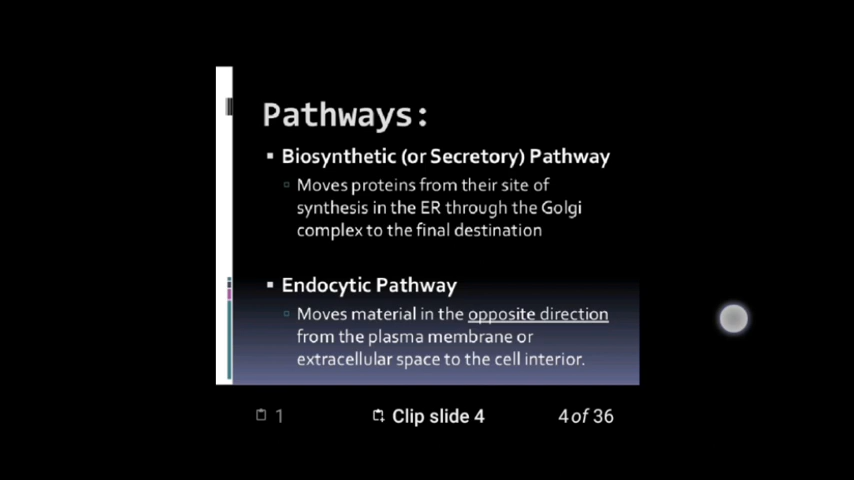 Pathways:
▪ Biosynthetic (or Secretory) Pathway
▫ Moves proteins from their site of
synthesis in the ER through the Golgi
complex to the final destination
▪ Endocytic Pathway
▫ Moves material in the opposite direction
from the plasma membrane or
extracellular space to the cell interior.
1 Clip slide 4 4 of 36